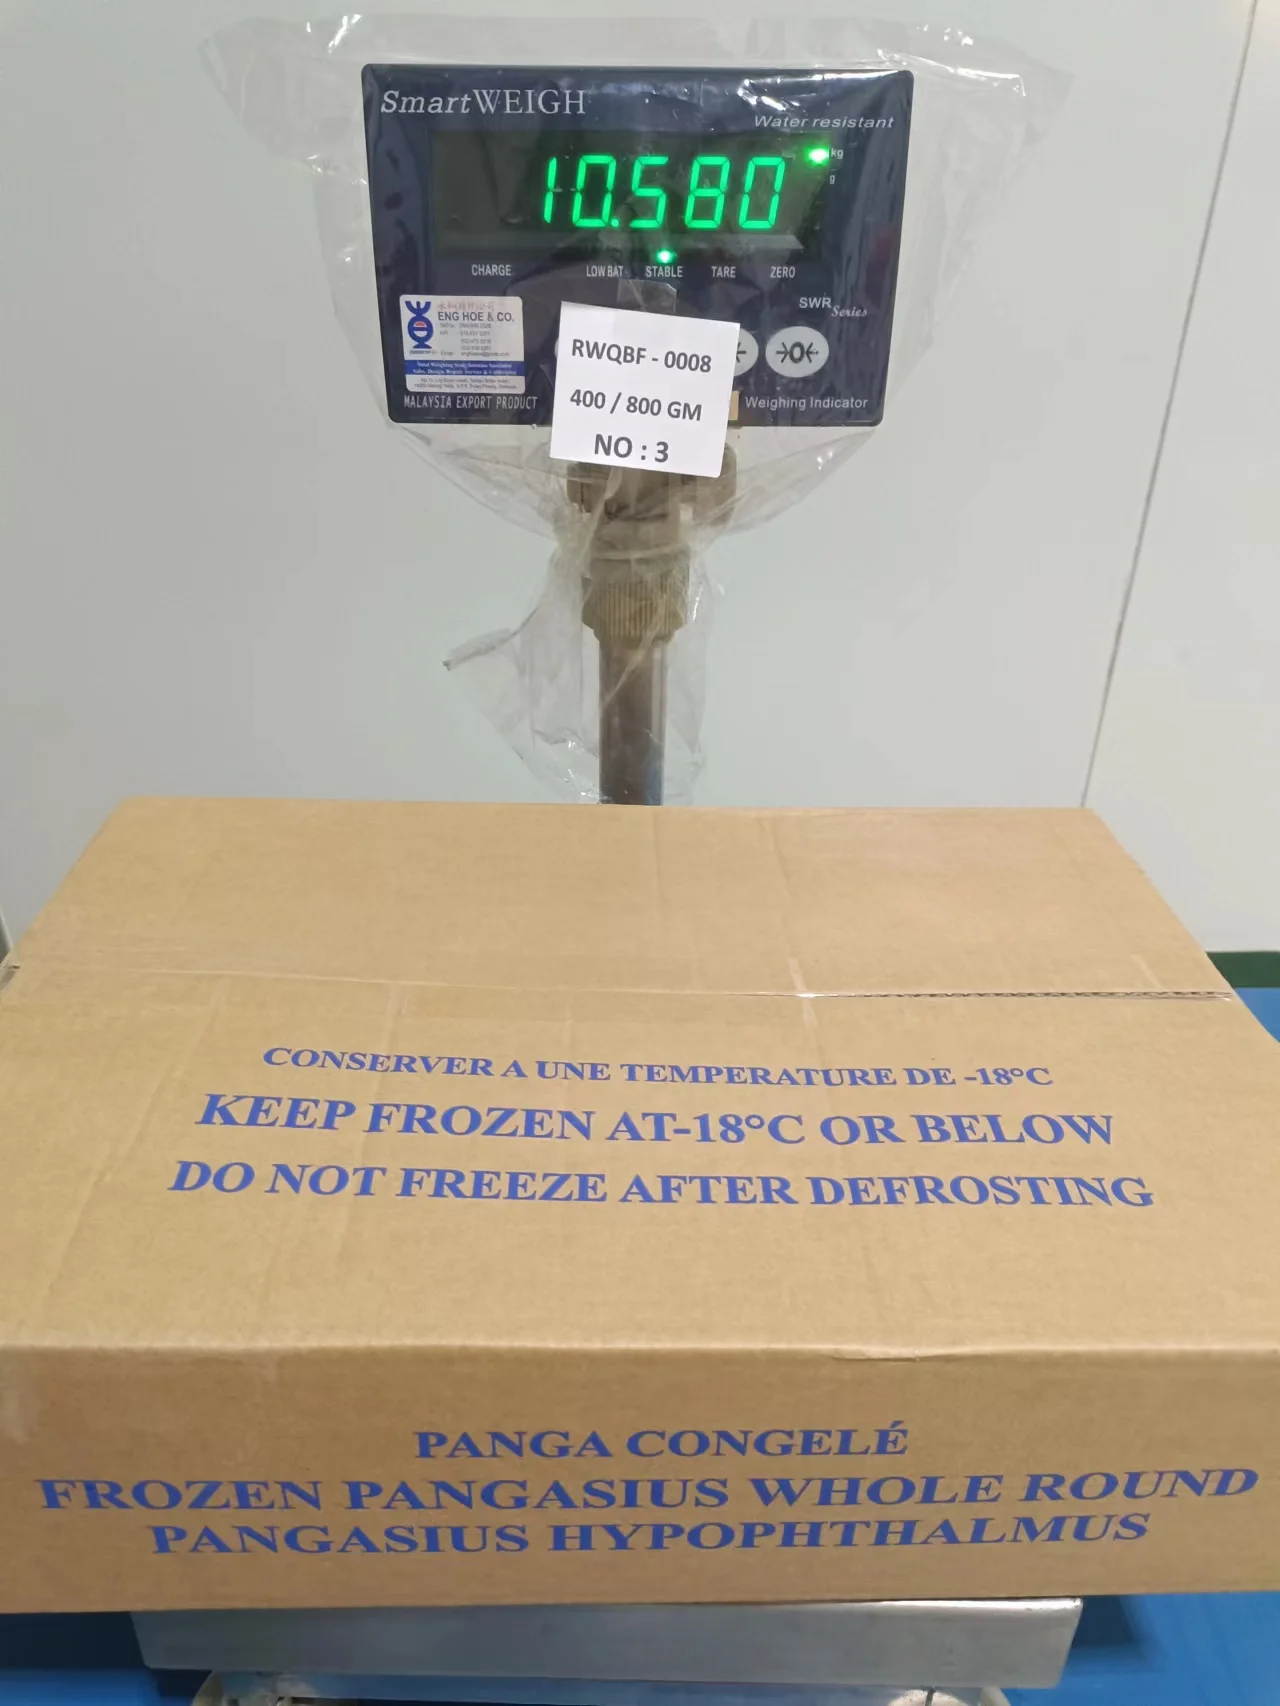 SmartWEIGH
Water resistant
10.580
kg
g
CHARGE LOW BAT STABLE TARE ZERO
SWR Series
ENG HOE & CO.
MALAYSIA EXPORT PRODUCT
Weighing Indicator
RWQBF - 0008
400 / 800 GM
NO : 3
CONSERVER A UNE TEMPERATURE DE -18°C
KEEP FROZEN AT-18°C OR BELOW
DO NOT FREEZE AFTER DEFROSTING
PANGA CONGELÉ
FROZEN PANGASIUS WHOLE ROUND
PANGASIUS HYPOPHTHALMUS